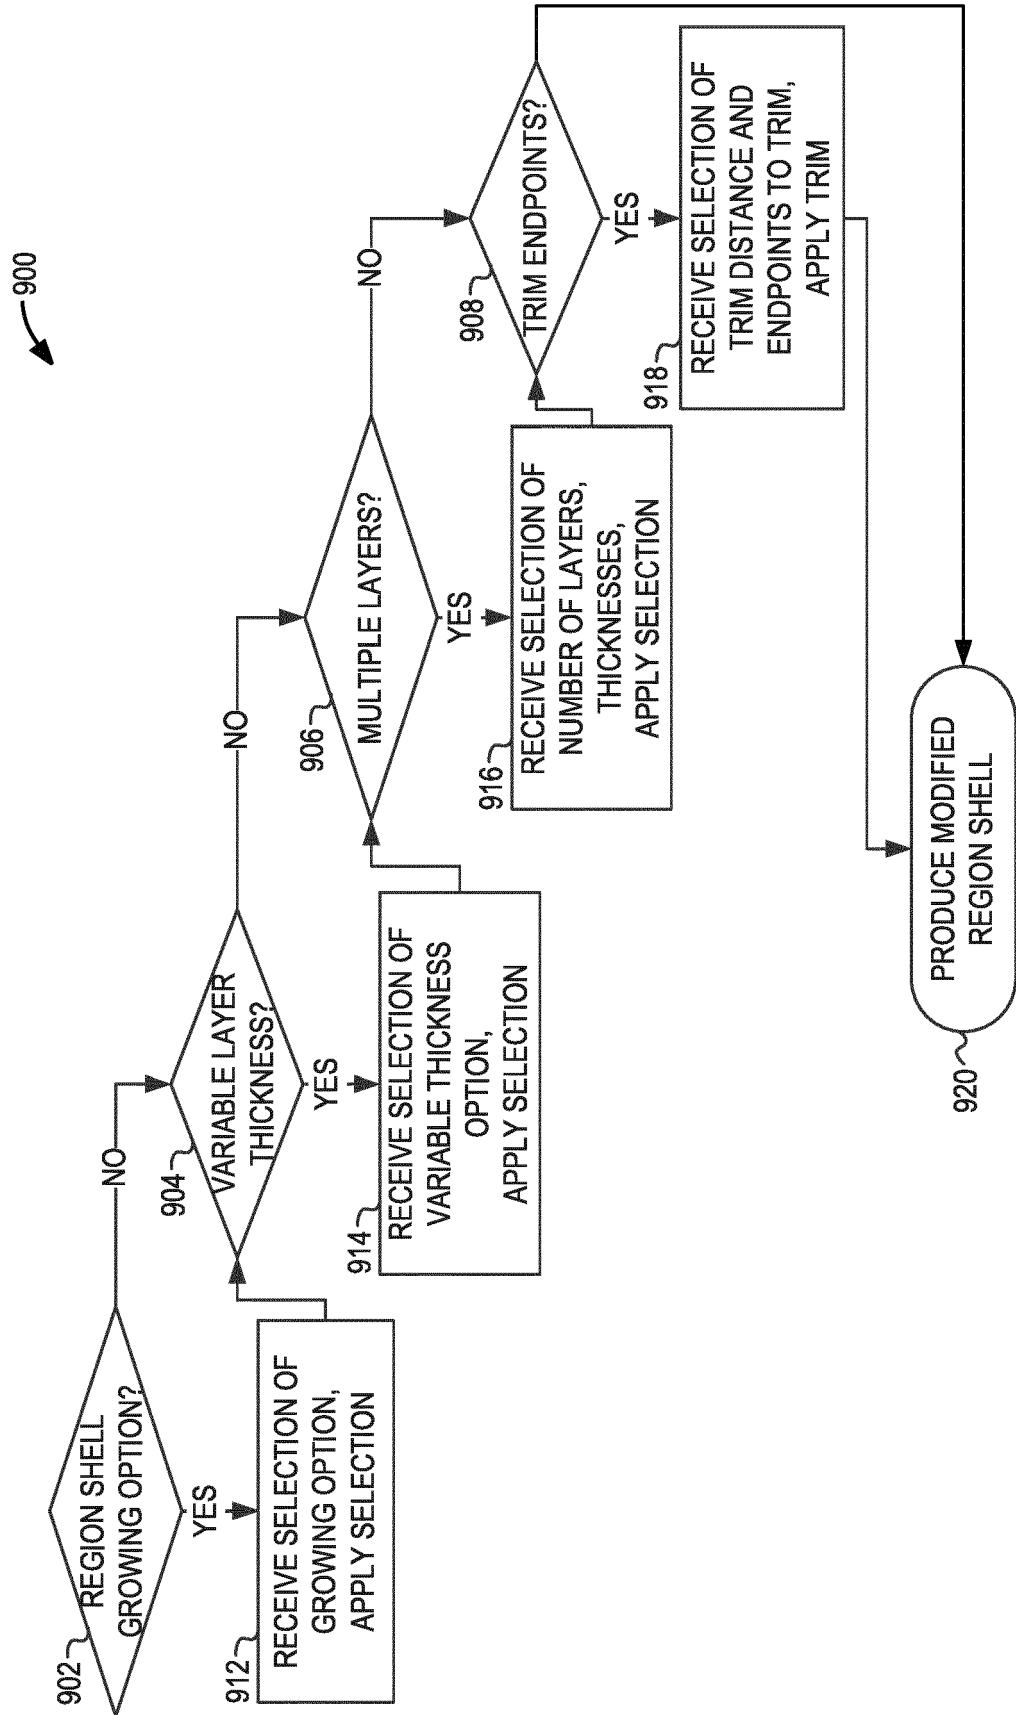 900
902
REGION SHELL
GROWING OPTION?
NO
YES
912
RECEIVE SELECTION OF
GROWING OPTION,
APPLY SELECTION
904
VARIABLE LAYER
THICKNESS?
NO
YES
914
RECEIVE SELECTION OF
VARIABLE THICKNESS
OPTION,
APPLY SELECTION
906
MULTIPLE LAYERS?
NO
YES
916
RECEIVE SELECTION OF
NUMBER OF LAYERS,
THICKNESSES,
APPLY SELECTION
908
TRIM ENDPOINTS?
YES
918
RECEIVE SELECTION OF
TRIM DISTANCE AND
ENDPOINTS TO TRIM,
APPLY TRIM
920
PRODUCE MODIFIED
REGION SHELL